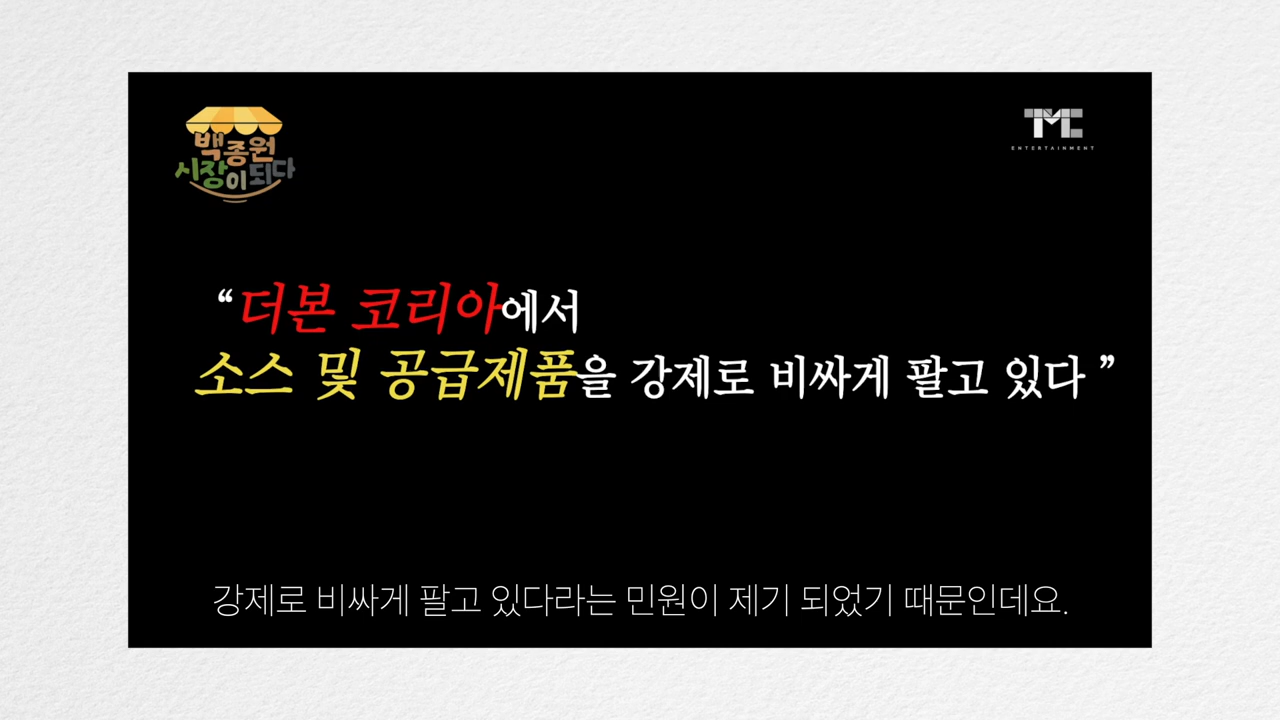 백종원
시장이 되다
TMC
ENTERTAINMENT
“더본 코리아에서
소스 및 공급제품을 강제로 비싸게 팔고 있다”
강제로 비싸게 팔고 있다라는 민원이 제기 되었기 때문인데요.